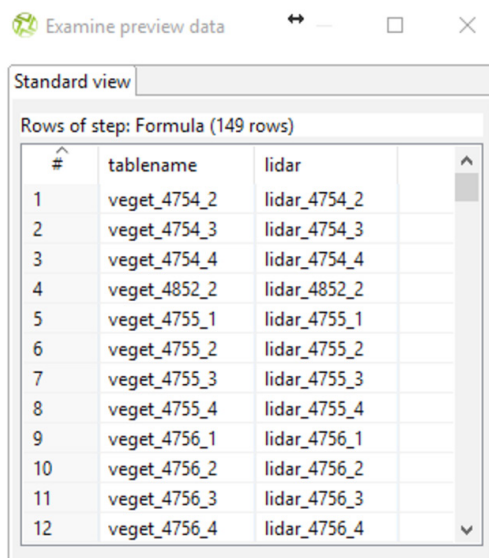 Examine preview data
Standard view
Rows of step: Formula (149 rows)
# tablename lidar
1 veget_4754_2 lidar_4754_2
2 veget_4754_3 lidar_4754_3
3 veget_4754_4 lidar_4754_4
4 veget_4852_2 lidar_4852_2
5 veget_4755_1 lidar_4755_1
6 veget_4755_2 lidar_4755_2
7 veget_4755_3 lidar_4755_3
8 veget_4755_4 lidar_4755_4
9 veget_4756_1 lidar_4756_1
10 veget_4756_2 lidar_4756_2
11 veget_4756_3 lidar_4756_3
12 veget_4756_4 lidar_4756_4